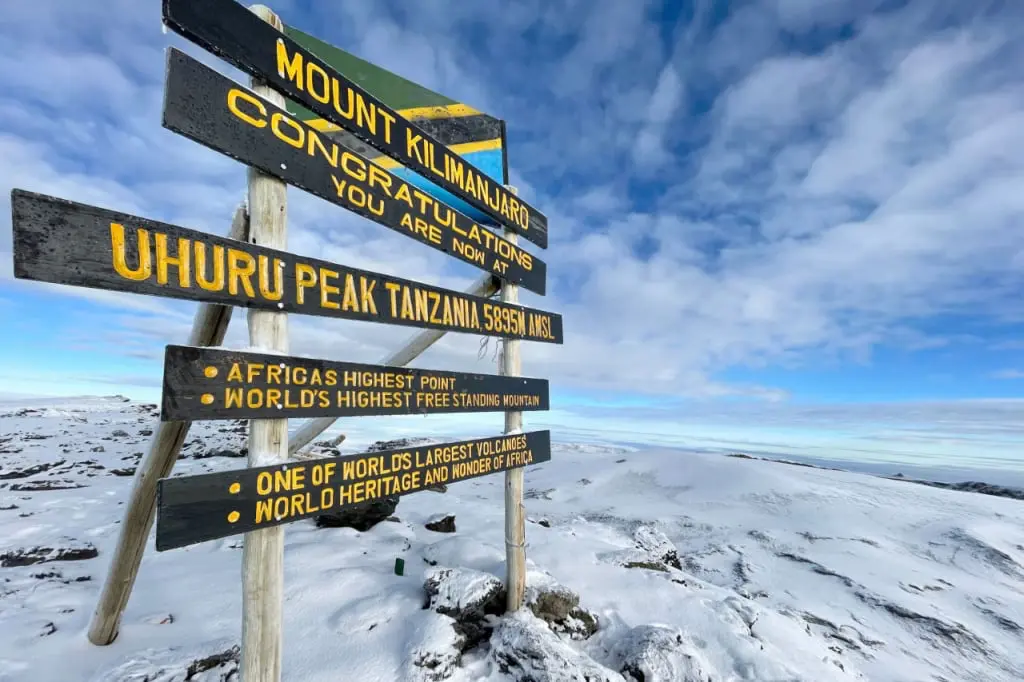 MOUNT KILIMANJARO
CONGRATULATIONS
YOU ARE NOW AT
UHURU PEAK TANZANIA, 5895M AMSL
• AFRICAS HIGHEST POINT
• WORLD'S HIGHEST FREE STANDING MOUNTAIN
• ONE OF WORLD'S LARGEST VOLCANOES
• WORLD HERITAGE AND WONDER OF AFRICA